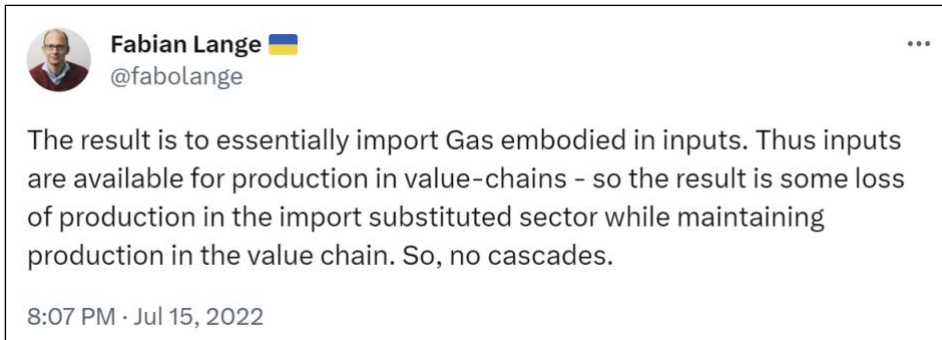 Fabian Lange 🇺🇦
@fabolange
The result is to essentially import Gas embodied in inputs. Thus inputs
are available for production in value-chains - so the result is some loss
of production in the import substituted sector while maintaining
production in the value chain. So, no cascades.
8:07 PM · Jul 15, 2022